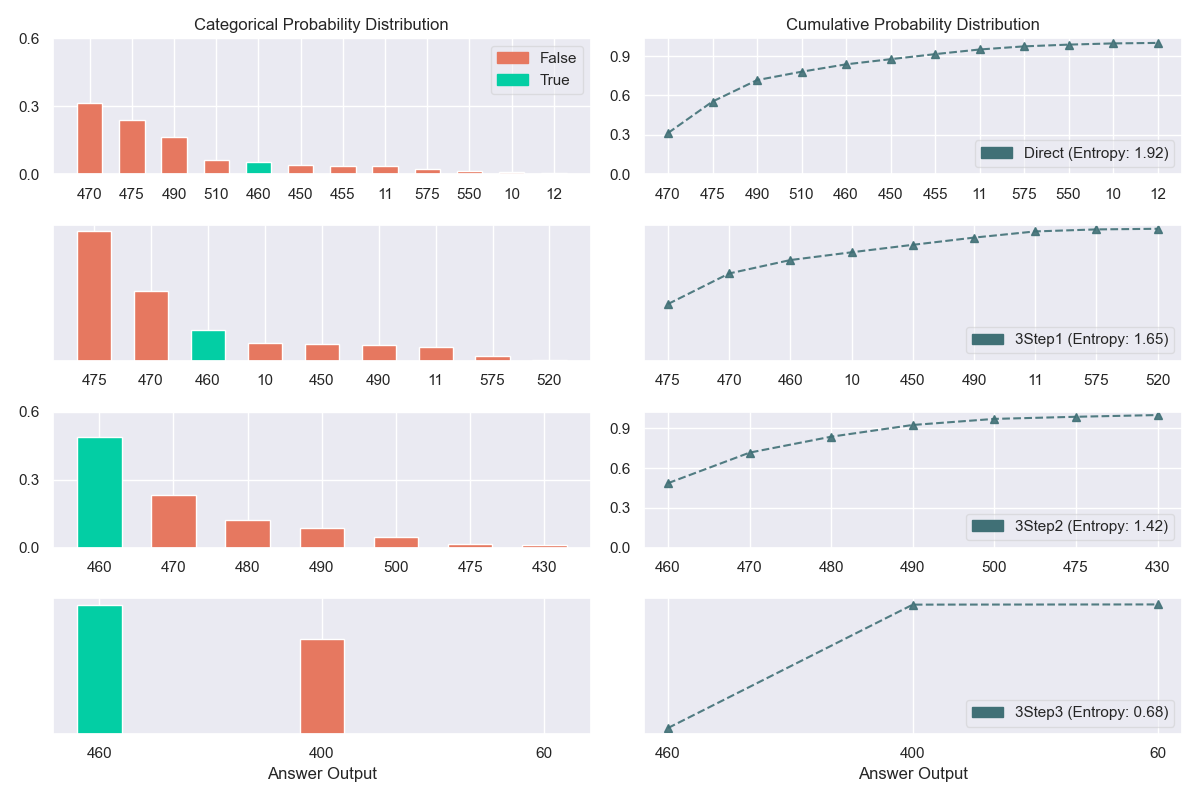 Categorical Probability Distribution
0.6
0.3
0.0
False
True
470 475 490 510 460 450 455 11 575 550 10 12
Cumulative Probability Distribution
0.9
0.6
0.3
0.0
Direct (Entropy: 1.92)
470 475 490 510 460 450 455 11 575 550 10 12
475 470 460 10 450 490 11 575 520
3Step1 (Entropy: 1.65)
475 470 460 10 450 490 11 575 520
0.6
0.3
0.0
460 470 480 490 500 475 430
0.9
0.6
0.3
0.0
3Step2 (Entropy: 1.42)
460 470 480 490 500 475 430
460 400 60
Answer Output
3Step3 (Entropy: 0.68)
460 400 60
Answer Output